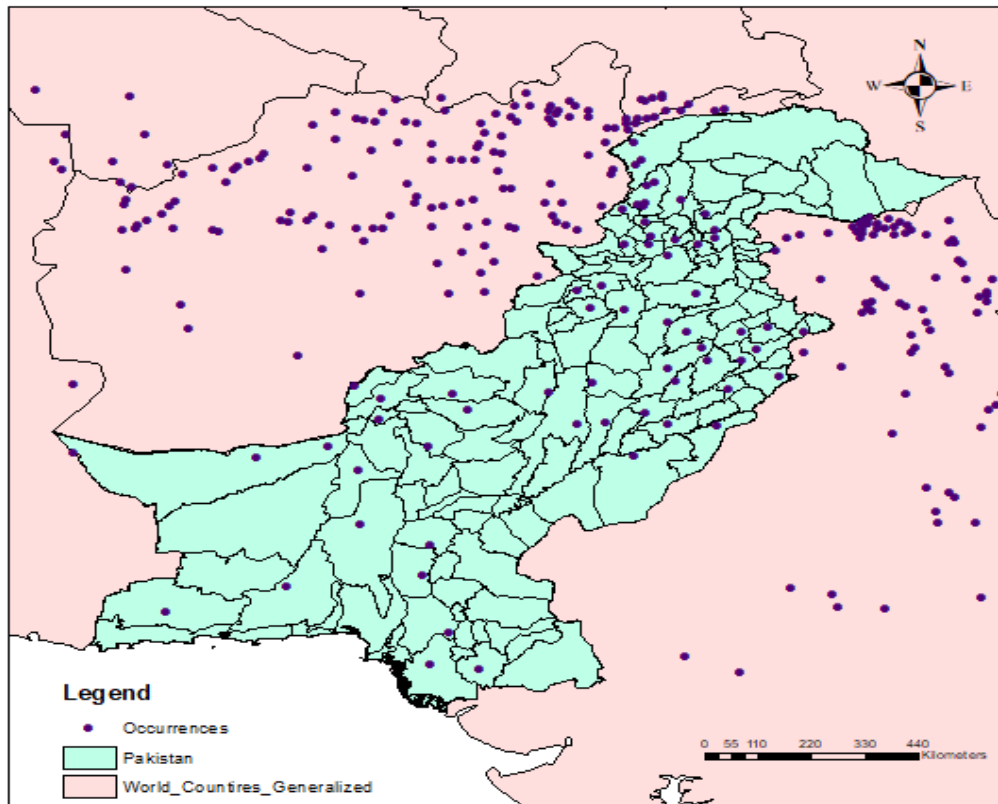 N
W E
S
Legend
Occurrences
Pakistan
World_Countires_Generalized
0 55 110 220 330 440
Kilometers